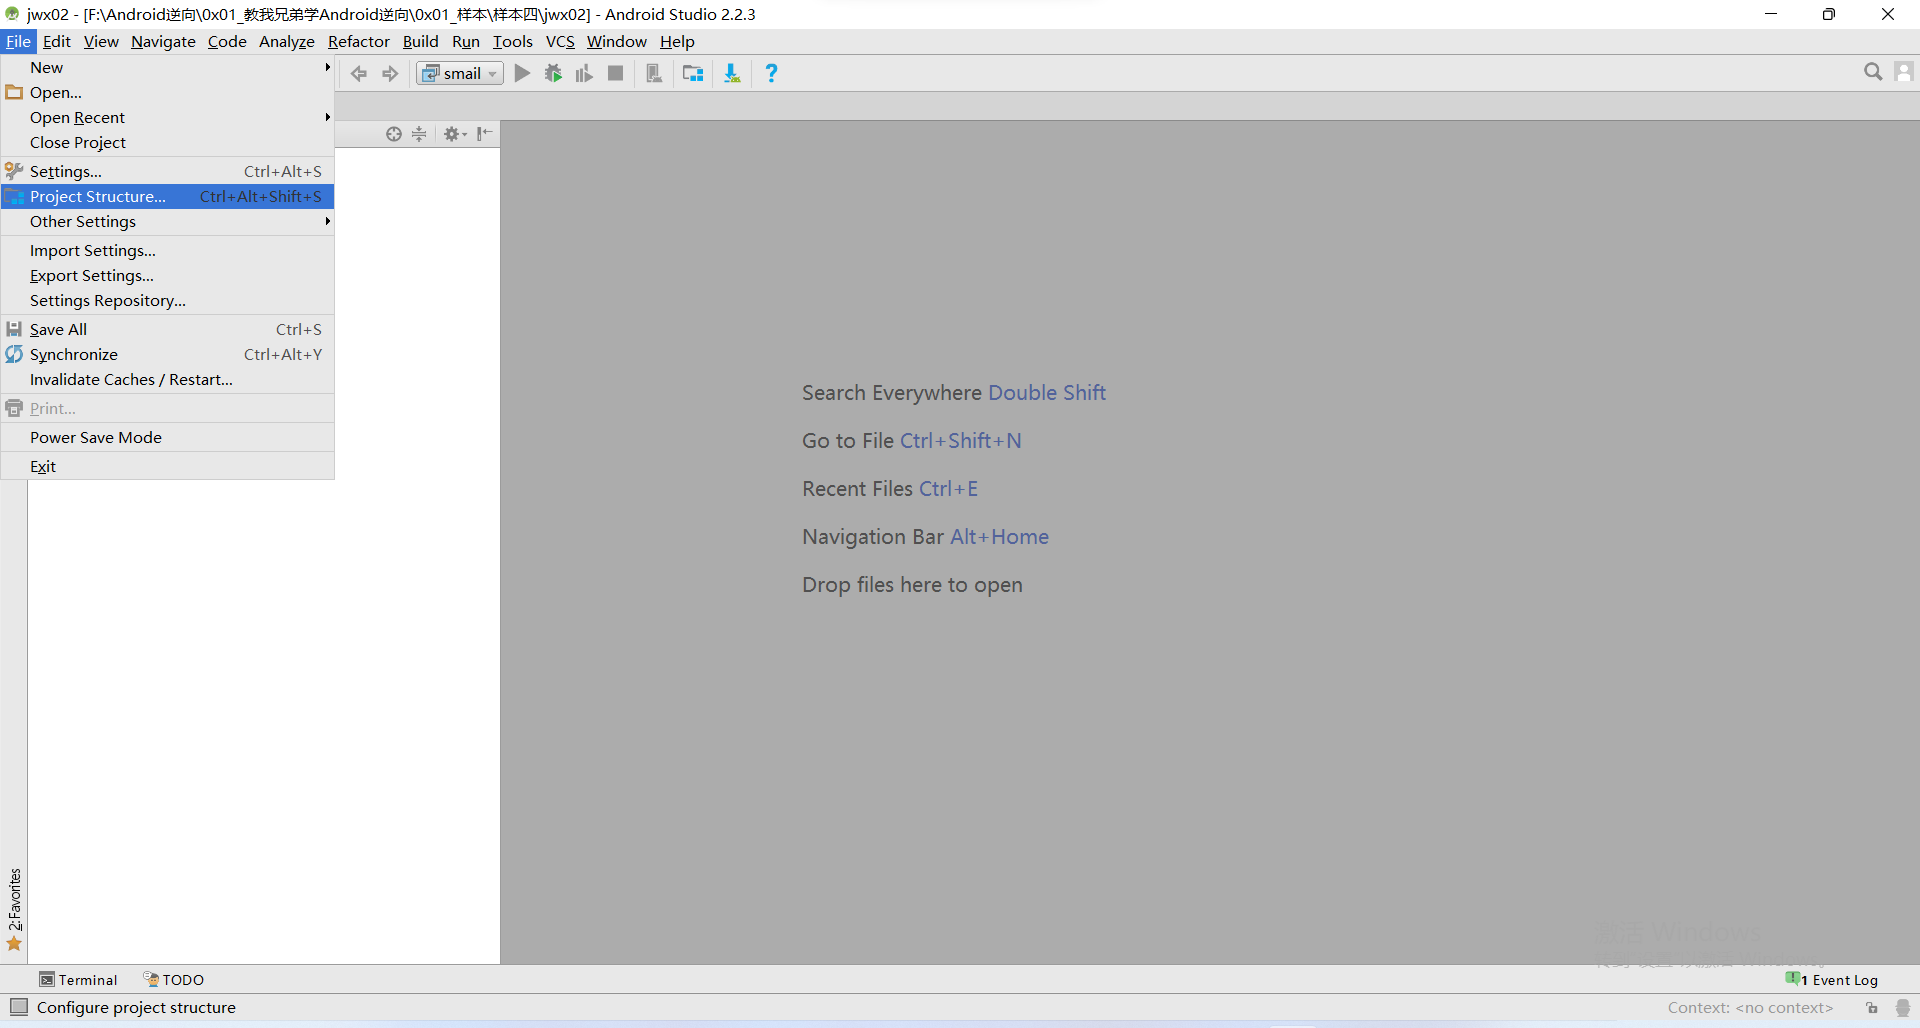 jwx02 - [F:\Android逆向\0x01_教我兄弟学Android逆向\0x01_样本\样本四\jwx02] - Android Studio 2.2.3
File Edit View Navigate Code Analyze Refactor Build Run Tools VCS Window Help
smail
New
Open...
Open Recent
Close Project
Settings... Ctrl+Alt+S
Project Structure... Ctrl+Alt+Shift+S
Other Settings
Import Settings...
Export Settings...
Settings Repository...
Save All Ctrl+S
Synchronize Ctrl+Alt+Y
Invalidate Caches / Restart...
Print...
Power Save Mode
Exit
Search Everywhere Double Shift
Go to File Ctrl+Shift+N
Recent Files Ctrl+E
Navigation Bar Alt+Home
Drop files here to open
2: Favorites
激活 Windows
Terminal TODO 1 Event Log
Configure project structure Context: <no context>